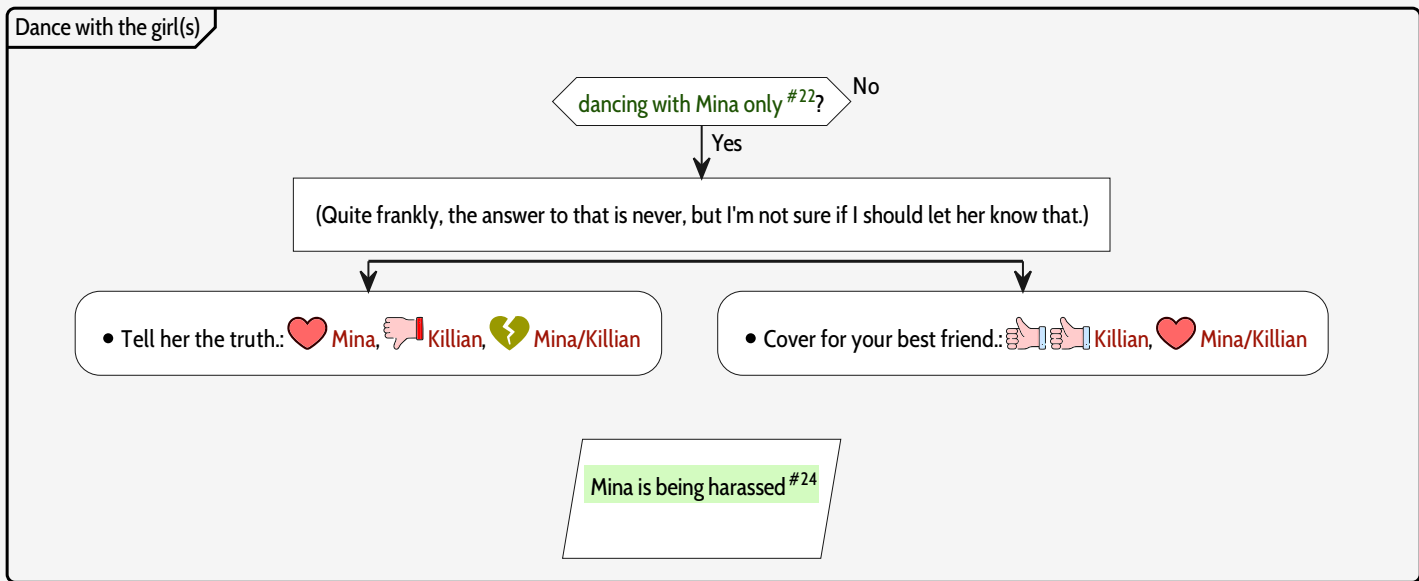 Dance with the girl(s)
dancing with Mina only #22?
No
Yes
(Quite frankly, the answer to that is never, but I'm not sure if I should let her know that.)
• Tell her the truth.: Mina, Killian, Mina/Killian
• Cover for your best friend.: Killian, Mina/Killian
Mina is being harassed #24